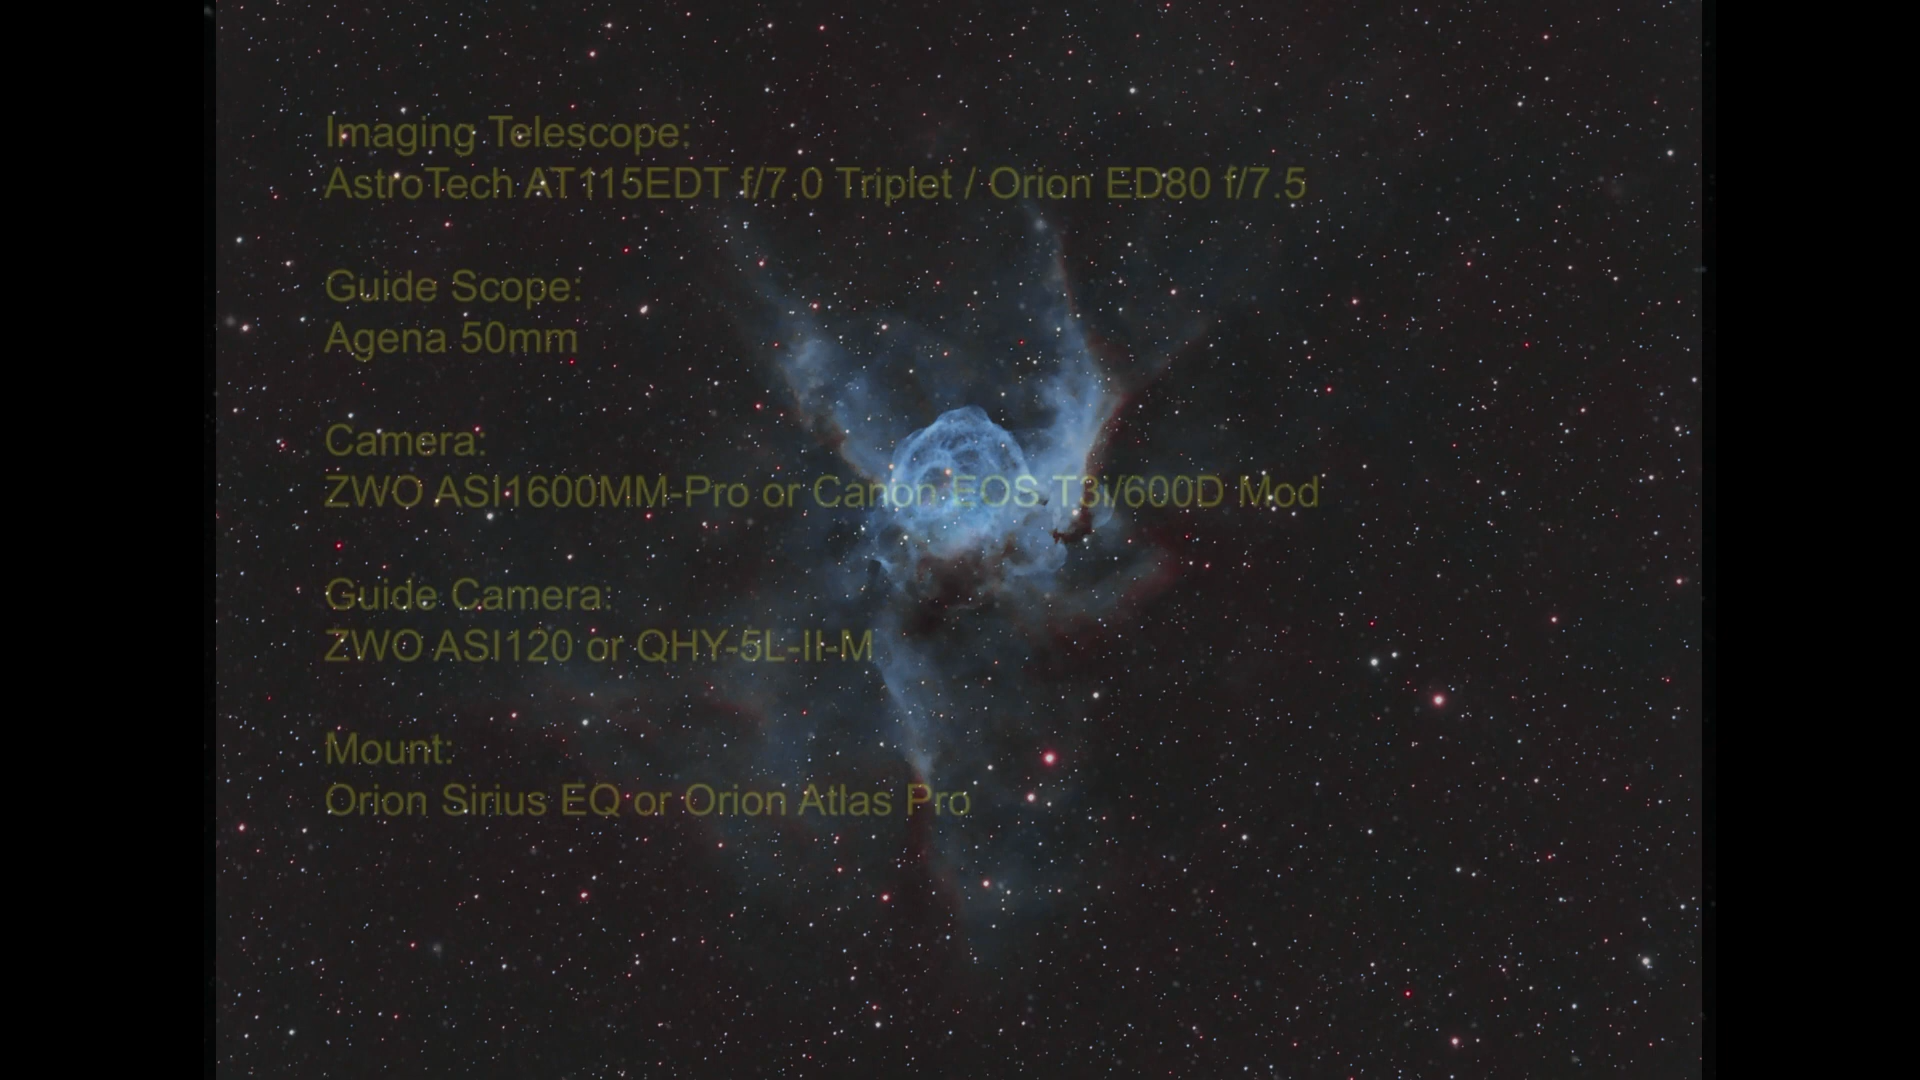 Imaging Telescope:
AstroTech AT115EDT f/7.0 Triplet / Orion ED80 f/7.5
Guide Scope:
Agena 50mm
Camera:
ZWO ASI1600MM-Pro or Canon EOS T3i/600D Mod
Guide Camera:
ZWO ASI120 or QHY-5L-II-M
Mount:
Orion Sirius EQ or Orion Atlas Pro